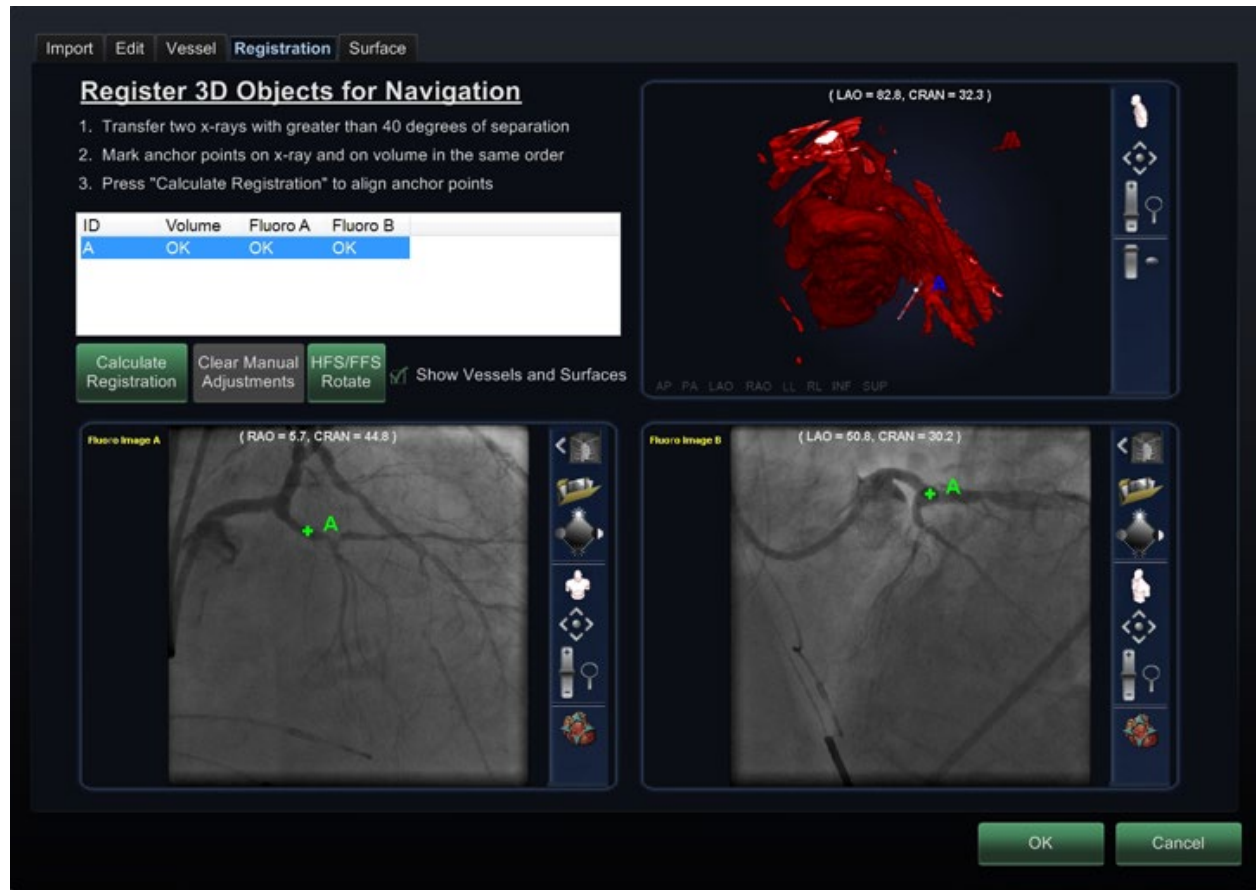 Import Edit Vessel Registration Surface
Register 3D Objects for Navigation
1. Transfer two x-rays with greater than 40 degrees of separation
2. Mark anchor points on x-ray and on volume in the same order
3. Press "Calculate Registration" to align anchor points
ID Volume Fluoro A Fluoro B
A OK OK OK
Calculate
Registration
Clear Manual
Adjustments
HFS/FFS
Rotate
Show Vessels and Surfaces
( LAO = 82.8, CRAN = 32.3 )
A
AP PA LAO RAO LL RL INF SUP
Fluoro Image A
( RAO = 5.7, CRAN = 44.8 )
A
Fluoro Image B
( LAO = 50.8, CRAN = 30.2 )
A
OK
Cancel